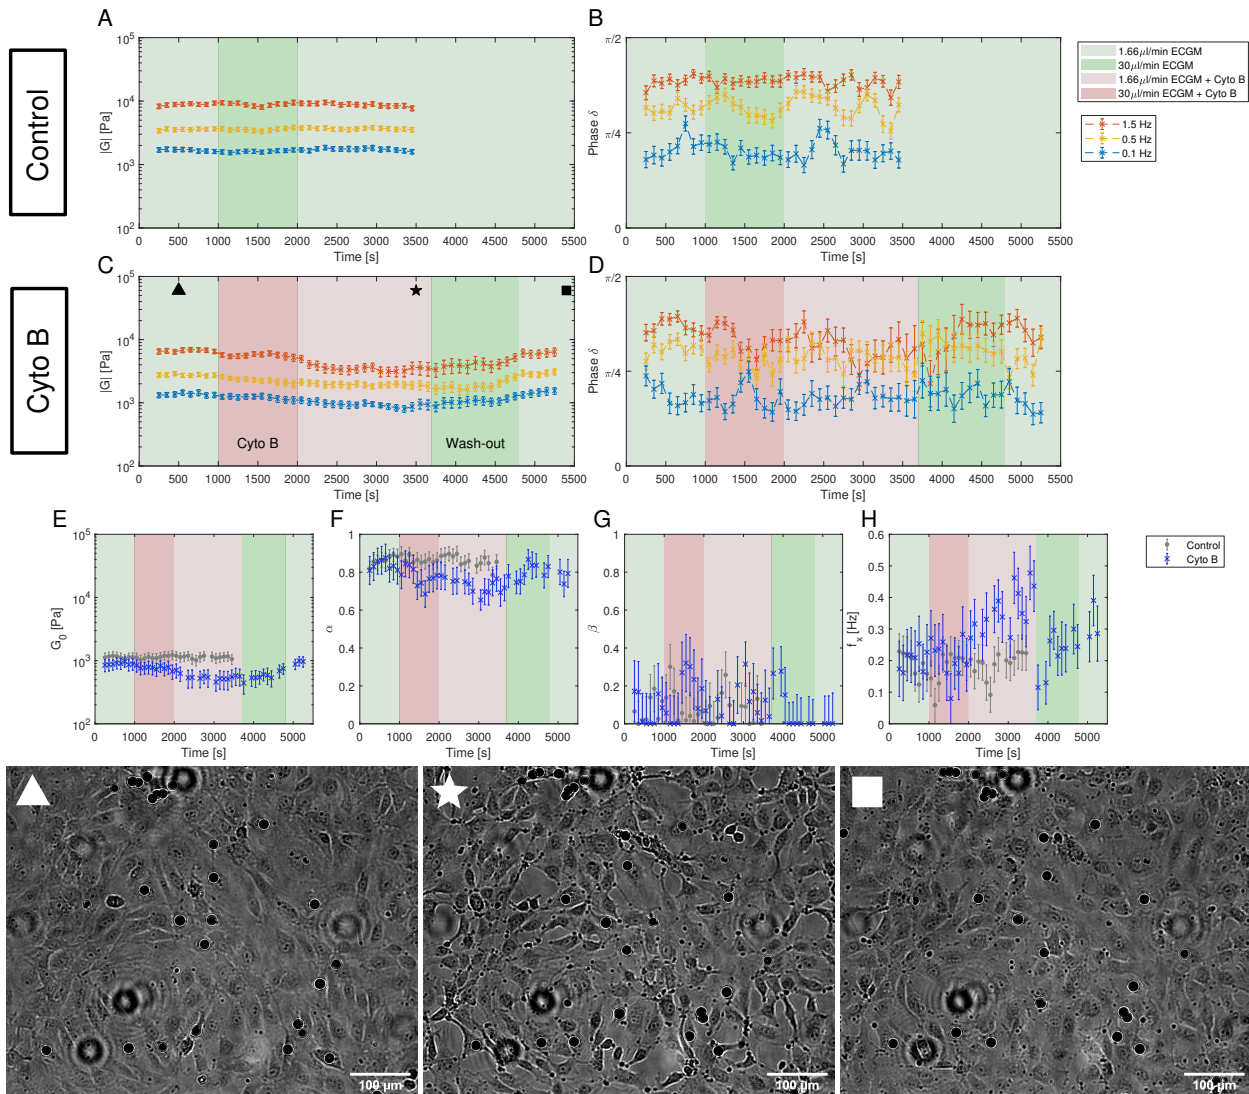 Control
A
10^5
10^4
10^3
10^2
|G| [Pa]
0 500 1000 1500 2000 2500 3000 3500 4000 4500 5000 5500
Time [s]
B
π/2
π/4
0
Phase δ
0 500 1000 1500 2000 2500 3000 3500 4000 4500 5000 5500
Time [s]
1.66μl/min ECGM
30μl/min ECGM
1.66μl/min ECGM + Cyto B
30μl/min ECGM + Cyto B
1.5 Hz
0.5 Hz
0.1 Hz
Cyto B
C
10^5
10^4
10^3
10^2
|G| [Pa]
Cyto B
Wash-out
0 500 1000 1500 2000 2500 3000 3500 4000 4500 5000 5500
Time [s]
D
π/2
π/4
0
Phase δ
0 500 1000 1500 2000 2500 3000 3500 4000 4500 5000 5500
Time [s]
E
10^5
10^4
10^3
10^2
G_0 [Pa]
0 1000 2000 3000 4000 5000
Time [s]
F
1
0.8
0.6
0.4
0.2
0
α
0 1000 2000 3000 4000 5000
Time [s]
G
1
0.8
0.6
0.4
0.2
0
β
0 1000 2000 3000 4000 5000
Time [s]
H
0.6
0.5
0.4
0.3
0.2
0.1
0
f_x [Hz]
0 1000 2000 3000 4000 5000
Time [s]
Control
Cyto B
100 µm
100 µm
100 µm